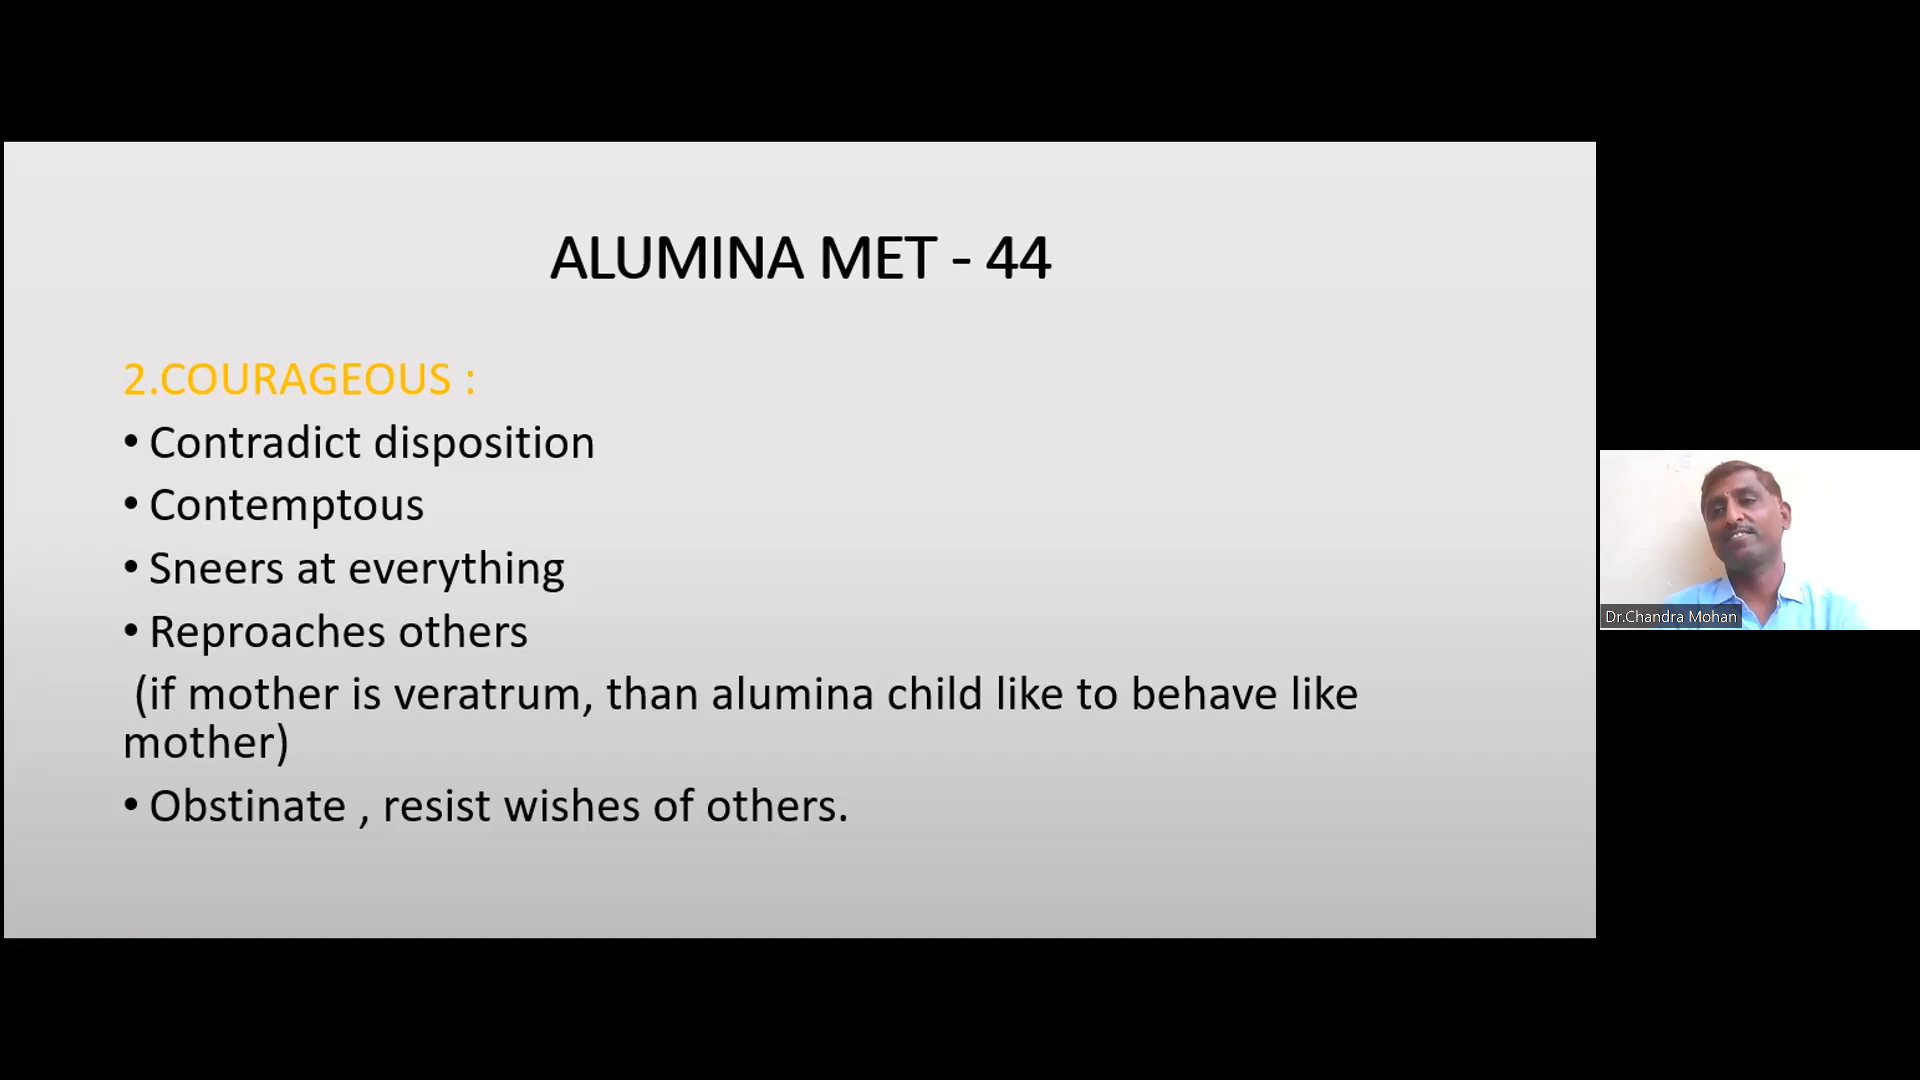 ALUMINA MET - 44
2.COURAGEOUS :
• Contradict disposition
• Contemptous
• Sneers at everything
• Reproaches others
(if mother is veratrum, than alumina child like to behave like
mother)
• Obstinate , resist wishes of others.
Dr.Chandra Mohan